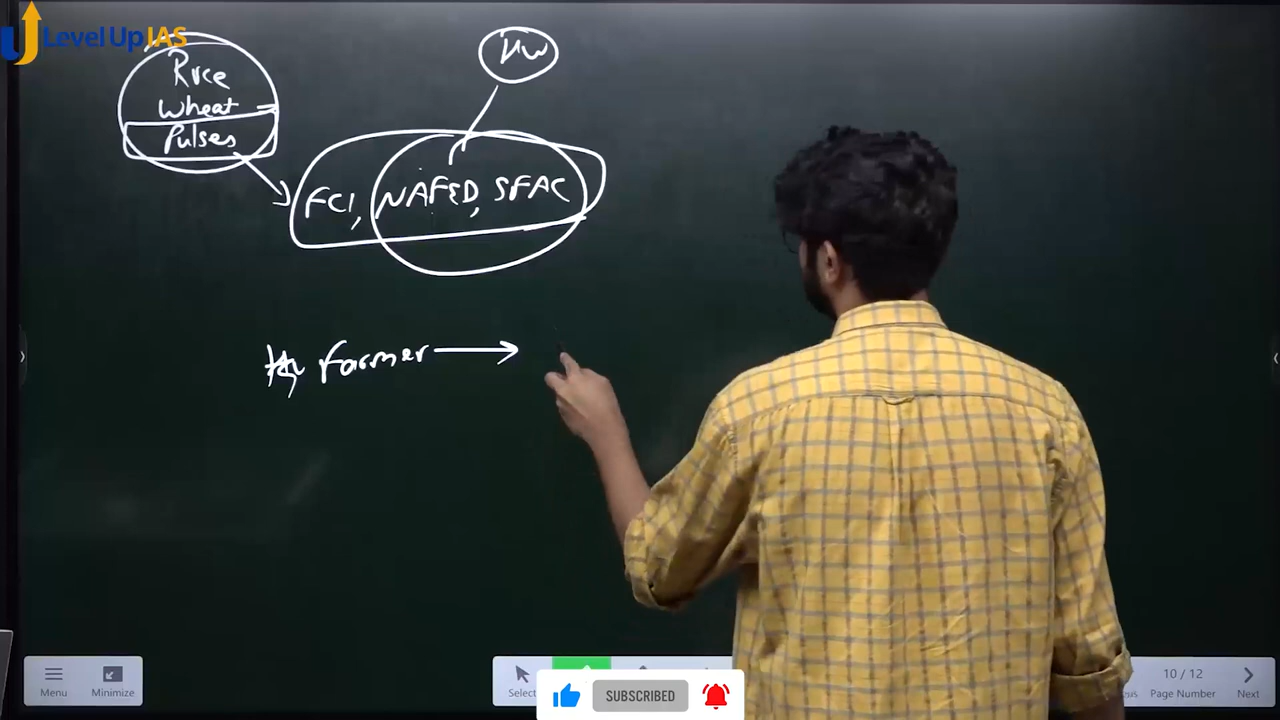 Level Up IAS
Rice
Wheat
Pulses
HW
FCI, NAFED, SFAC
Farmer
Menu
Minimize
Select
SUBSCRIBED
10 / 12
Page Number
Next